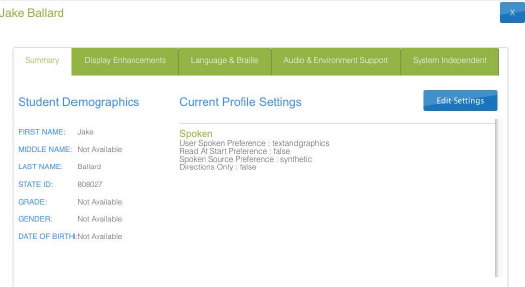 Jake Ballard
X
Summary
Display Enhancements
Language & Braille
Audio & Environment Support
System Independent
Student Demographics
FIRST NAME: Jake
MIDDLE NAME: Not Available
LAST NAME: Ballard
STATE ID: 808027
GRADE: Not Available
GENDER: Not Available
DATE OF BIRTH: Not Available
Current Profile Settings
Edit Settings
Spoken
User Spoken Preference : textandgraphics
Read At Start Preference : false
Spoken Source Preference : synthetic
Directions Only : false